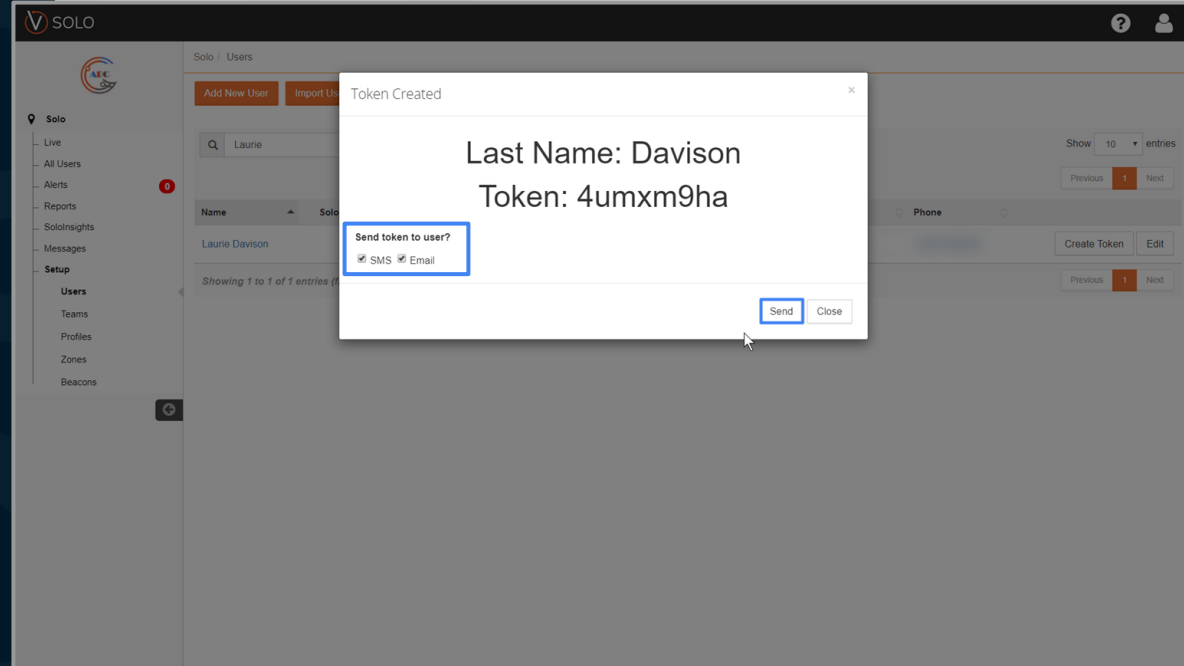 SOLO
ABC
Solo / Users
Add New User
Import Us
Token Created
×
Last Name: Davison
Token: 4umxm9ha
Send token to user?
SMS Email
Send Close
Solo
Live
All Users
Alerts 0
Reports
SoloInsights
Messages
Setup
Users
Teams
Profiles
Zones
Beacons
Laurie
Show 10 entries
Previous 1 Next
Name Solo Phone
Laurie Davison Create Token Edit
Showing 1 to 1 of 1 entries (f
Previous 1 Next